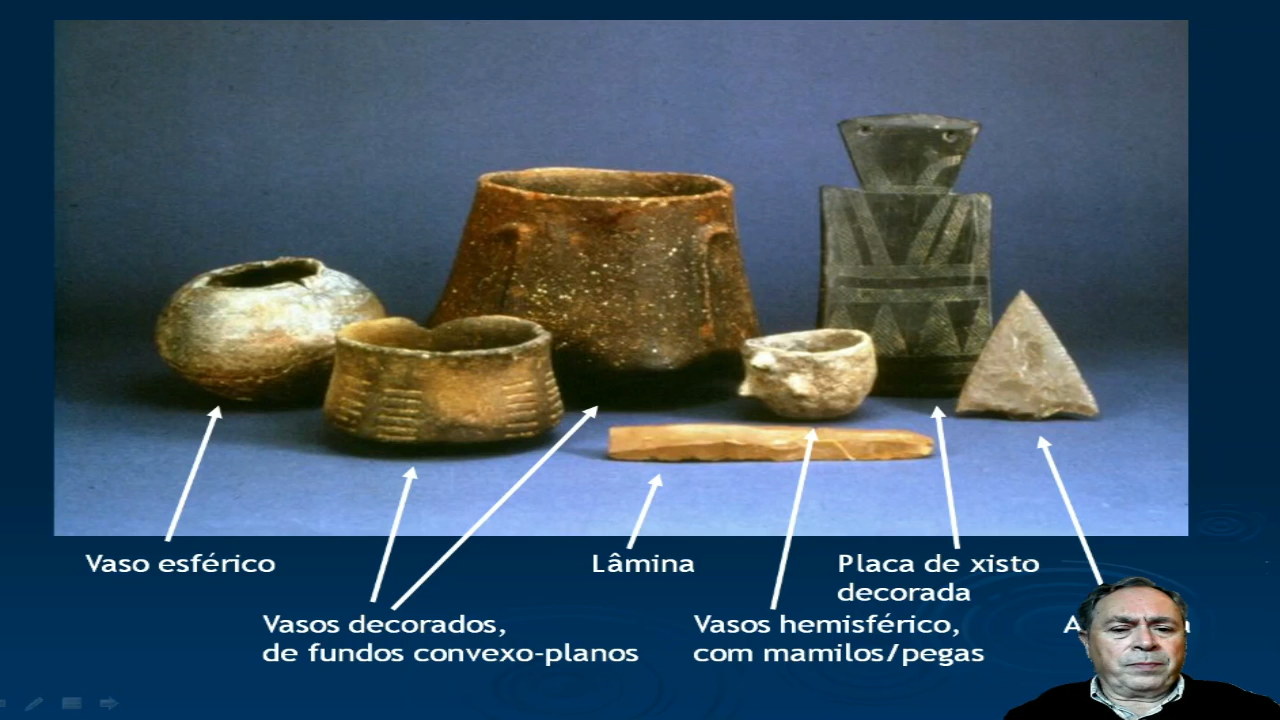 Vaso esférico
Lâmina
Placa de xisto
decorada
Vasos decorados,
de fundos convexo-planos
Vasos hemisférico,
com mamilos/pegas